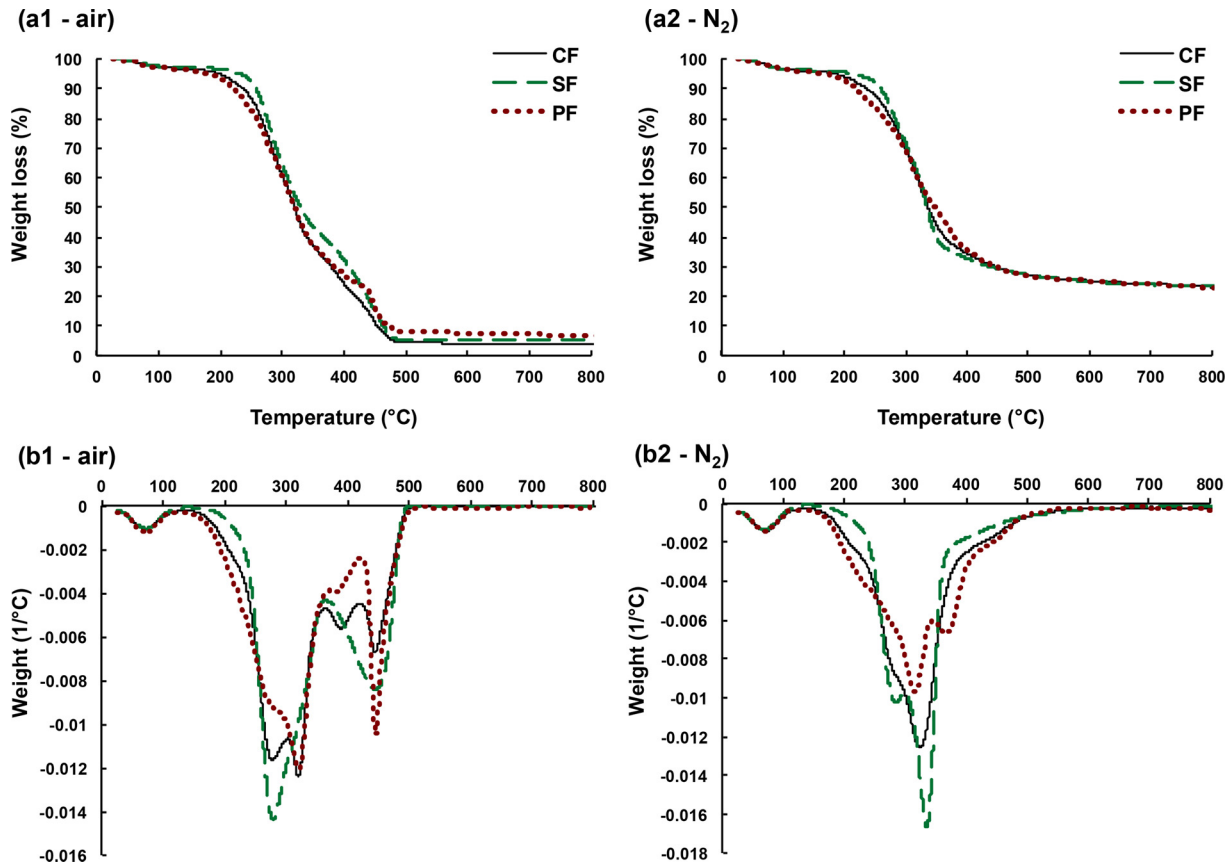 (a1 - air)
100
90
80
70
60
50
40
30
20
10
0
Weight loss (%)
CF
SF
PF
0 100 200 300 400 500 600 700 800
Temperature (°C)
(a2 - N₂)
100
90
80
70
60
50
40
30
20
10
0
Weight loss (%)
CF
SF
PF
0 100 200 300 400 500 600 700 800
Temperature (°C)
(b1 - air)
0 100 200 300 400 500 600 700 800
0
-0.002
-0.004
-0.006
-0.008
-0.01
-0.012
-0.014
-0.016
Weight (1/°C)
(b2 - N₂)
0 100 200 300 400 500 600 700 800
0
-0.002
-0.004
-0.006
-0.008
-0.01
-0.012
-0.014
-0.016
-0.018
Weight (1/°C)